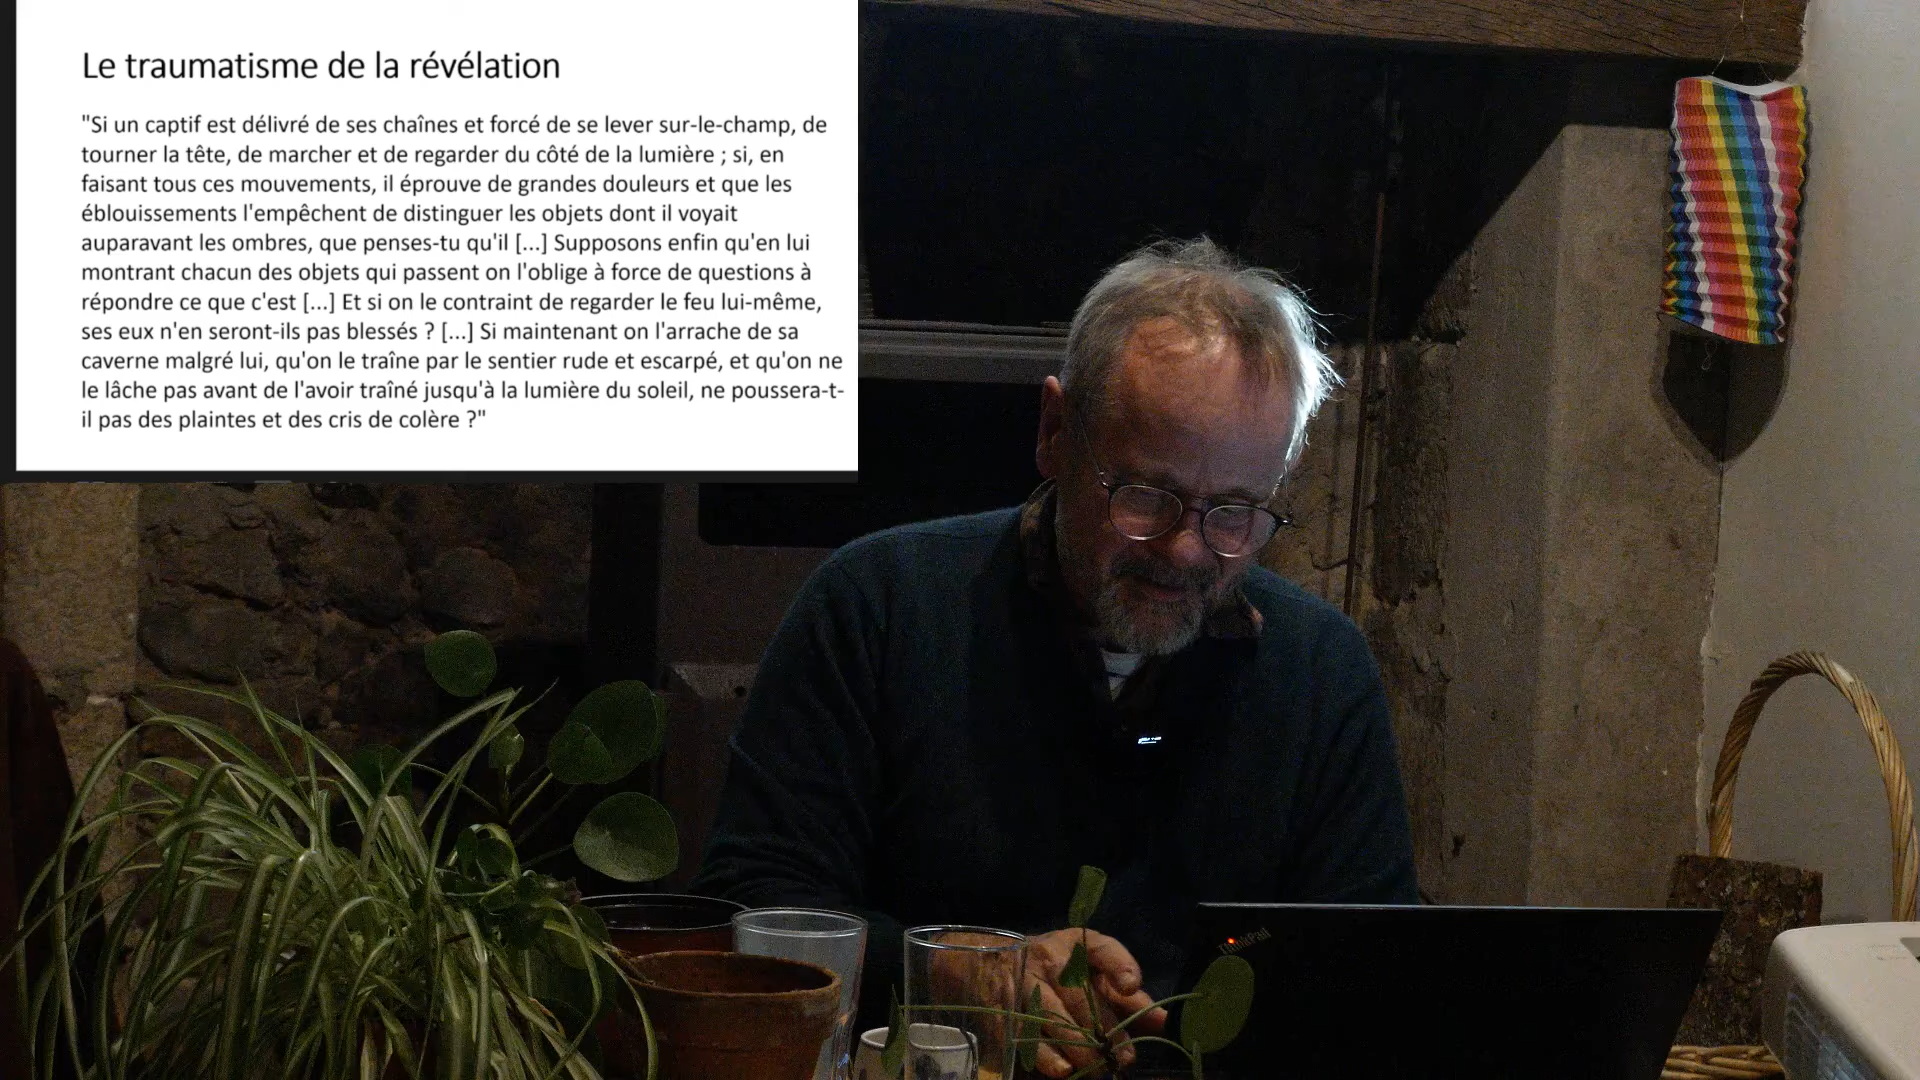 Le traumatisme de la révélation
"Si un captif est délivré de ses chaînes et forcé de se lever sur-le-champ, de
tourner la tête, de marcher et de regarder du côté de la lumière ; si, en
faisant tous ces mouvements, il éprouve de grandes douleurs et que les
éblouissements l'empêchent de distinguer les objets dont il voyait
auparavant les ombres, que penses-tu qu'il [...] Supposons enfin qu'en lui
montrant chacun des objets qui passent on l'oblige à force de questions à
répondre ce que c'est [...] Et si on le contraint de regarder le feu lui-même,
ses eux n'en seront-ils pas blessés ? [...] Si maintenant on l'arrache de sa
caverne malgré lui, qu'on le traîne par le sentier rude et escarpé, et qu'on ne
le lâche pas avant de l'avoir traîné jusqu'à la lumière du soleil, ne poussera-t-
il pas des plaintes et des cris de colère ?"
ThinkPad